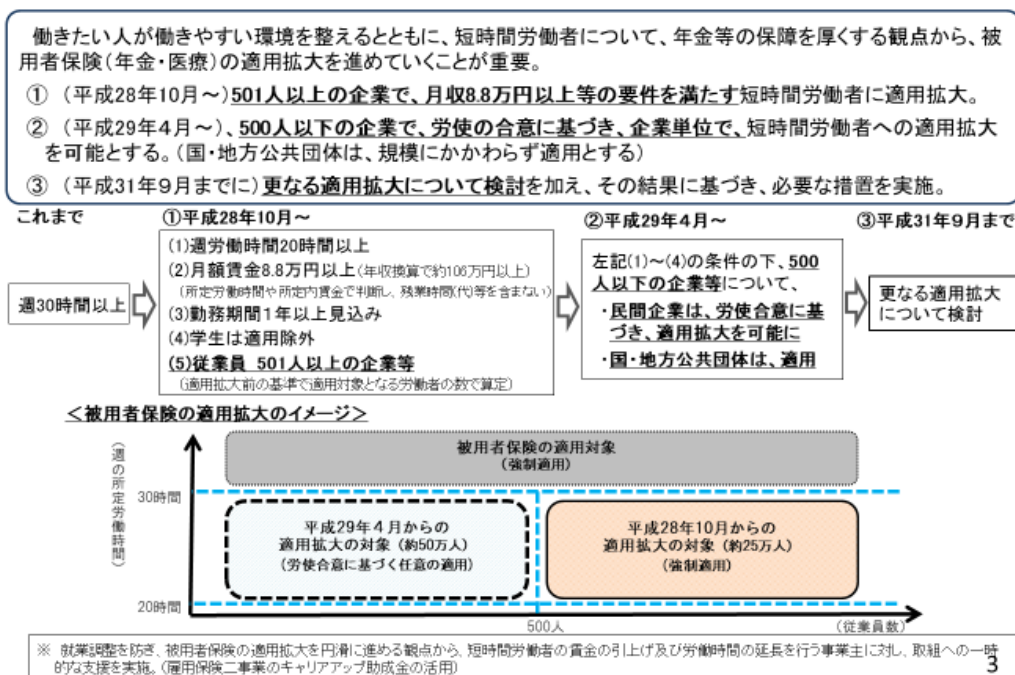 働きたい人が働きやすい環境を整えるとともに、短時間労働者について、年金等の保障を厚くする観点から、被
用者保険(年金・医療)の適用拡大を進めていくことが重要。
① (平成28年10月~)501人以上の企業で、月収8.8万円以上等の要件を満たす短時間労働者に適用拡大。
② (平成29年4月~)、500人以下の企業で、労使の合意に基づき、企業単位で、短時間労働者への適用拡大
を可能とする。(国・地方公共団体は、規模にかかわらず適用とする)
③ (平成31年9月までに)更なる適用拡大について検討を加え、その結果に基づき、必要な措置を実施。
これまで
週30時間以上
①平成28年10月~
(1)週労働時間20時間以上
(2)月額賃金8.8万円以上(年収換算で約106万円以上)
(所定労働時間や所定内賃金で判断し、残業時間(代)等を含まない)
(3)勤務期間1年以上見込み
(4)学生は適用除外
(5)従業員 501人以上の企業等
(適用拡大前の基準で適用対象となる労働者の数で算定)
②平成29年4月~
左記(1)~(4)の条件の下、500
人以下の企業等について、
・民間企業は、労使合意に基
づき、適用拡大を可能に
・国・地方公共団体は、適用
③平成31年9月まで
更なる適用拡大
について検討
<被用者保険の適用拡大のイメージ>
(週の所定労働時間)
30時間
20時間
被用者保険の適用対象
(強制適用)
平成29年4月からの
適用拡大の対象(約50万人)
(労使合意に基づく任意の適用)
平成28年10月からの
適用拡大の対象(約25万人)
(強制適用)
500人
(従業員数)
※ 就業調整を防ぎ、被用者保険の適用拡大を円滑に進める観点から、短時間労働者の賃金の引上げ及び労働時間の延長を行う事業主に対し、取組への一時
的な支援を実施。(雇用保険二事業のキャリアアップ助成金の活用)
3